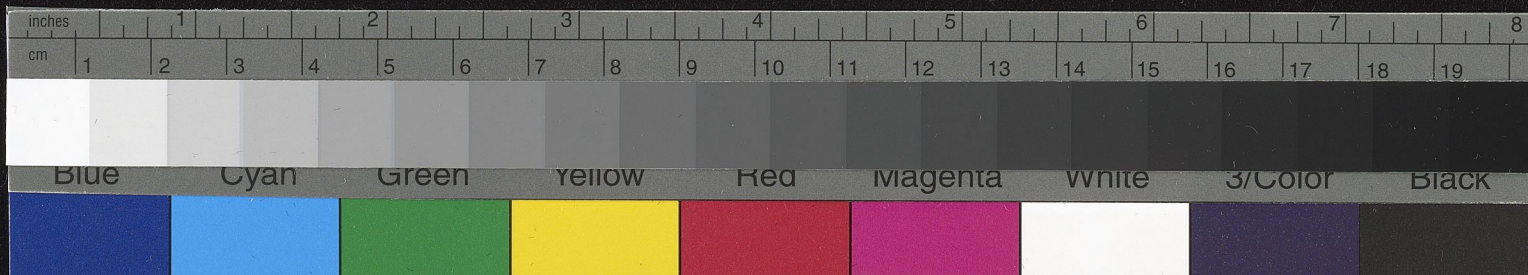 inches 1 2 3 4 5 6 7 8
cm 1 2 3 4 5 6 7 8 9 10 11 12 13 14 15 16 17 18 19
Blue Cyan Green Yellow Red Magenta White 3/Color Black